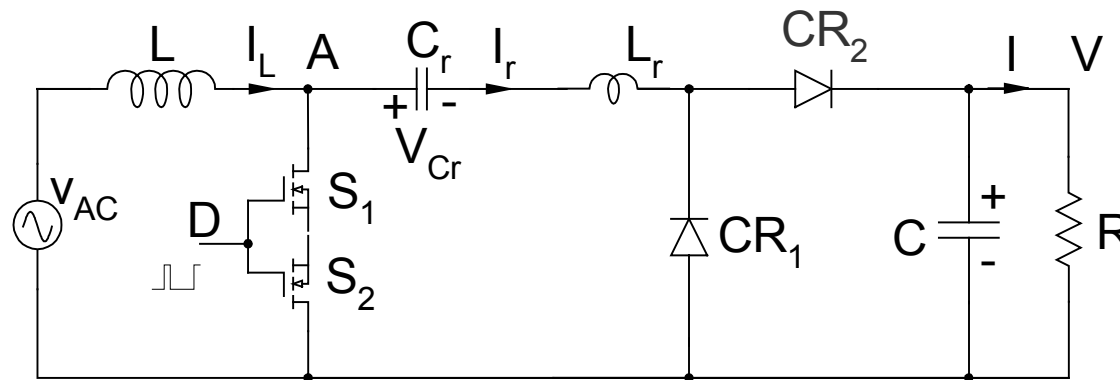 L
I_L
A
C_r
I_r
L_r
CR_2
I
V
+ -
V_Cr
v_AC
D
S_1
S_2
CR_1
C
+
-
R